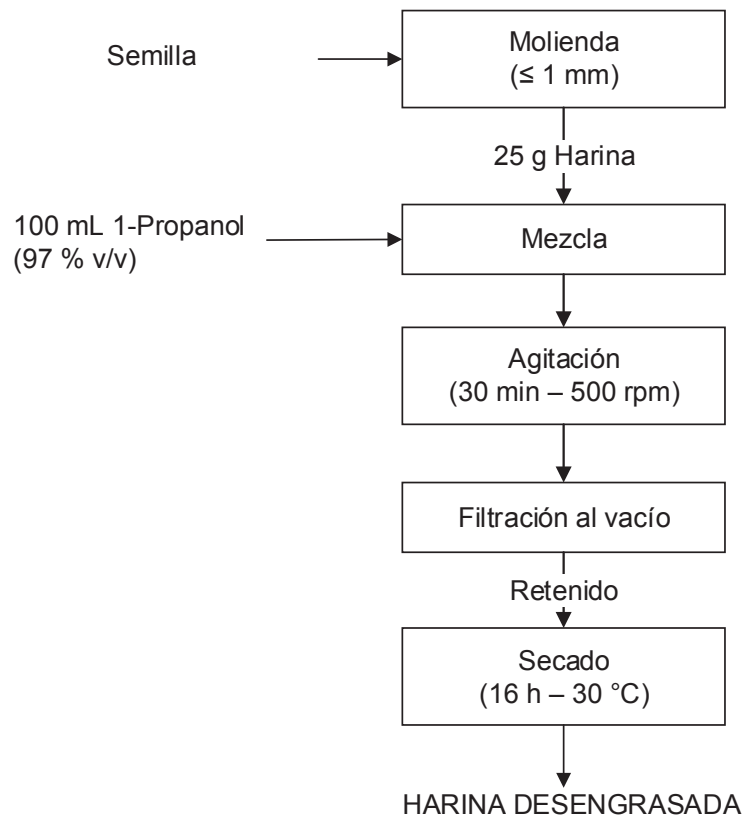 Semilla
Molienda
(≤ 1 mm)
25 g Harina
100 mL 1-Propanol
(97 % v/v)
Mezcla
Agitación
(30 min – 500 rpm)
Filtración al vacío
Retenido
Secado
(16 h – 30 °C)
HARINA DESENGRASADA